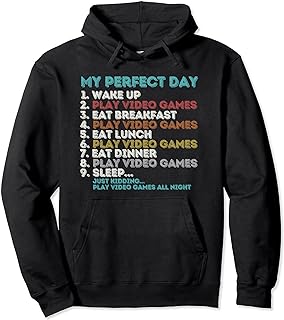 MY PERFECT DAY
1. WAKE UP
2. PLAY VIDEO GAMES
3. EAT BREAKFAST
4. PLAY VIDEO GAMES
5. EAT LUNCH
6. PLAY VIDEO GAMES
7. EAT DINNER
8. PLAY VIDEO GAMES
9. SLEEP...
JUST KIDDING...
PLAY VIDEO GAMES ALL NIGHT